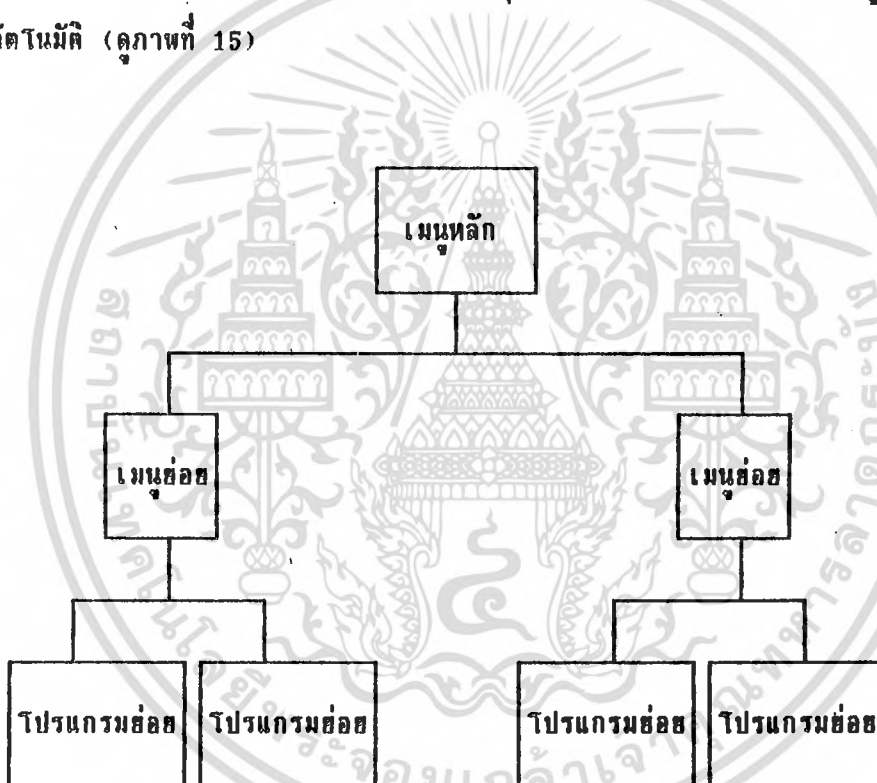 ัตโนมัติ (ดูภาพที่ 15)
เมนูหลัก
เมนูย่อย เมนูย่อย
โปรแกรมย่อย โปรแกรมย่อย โปรแกรมย่อย โปรแกรมย่อย